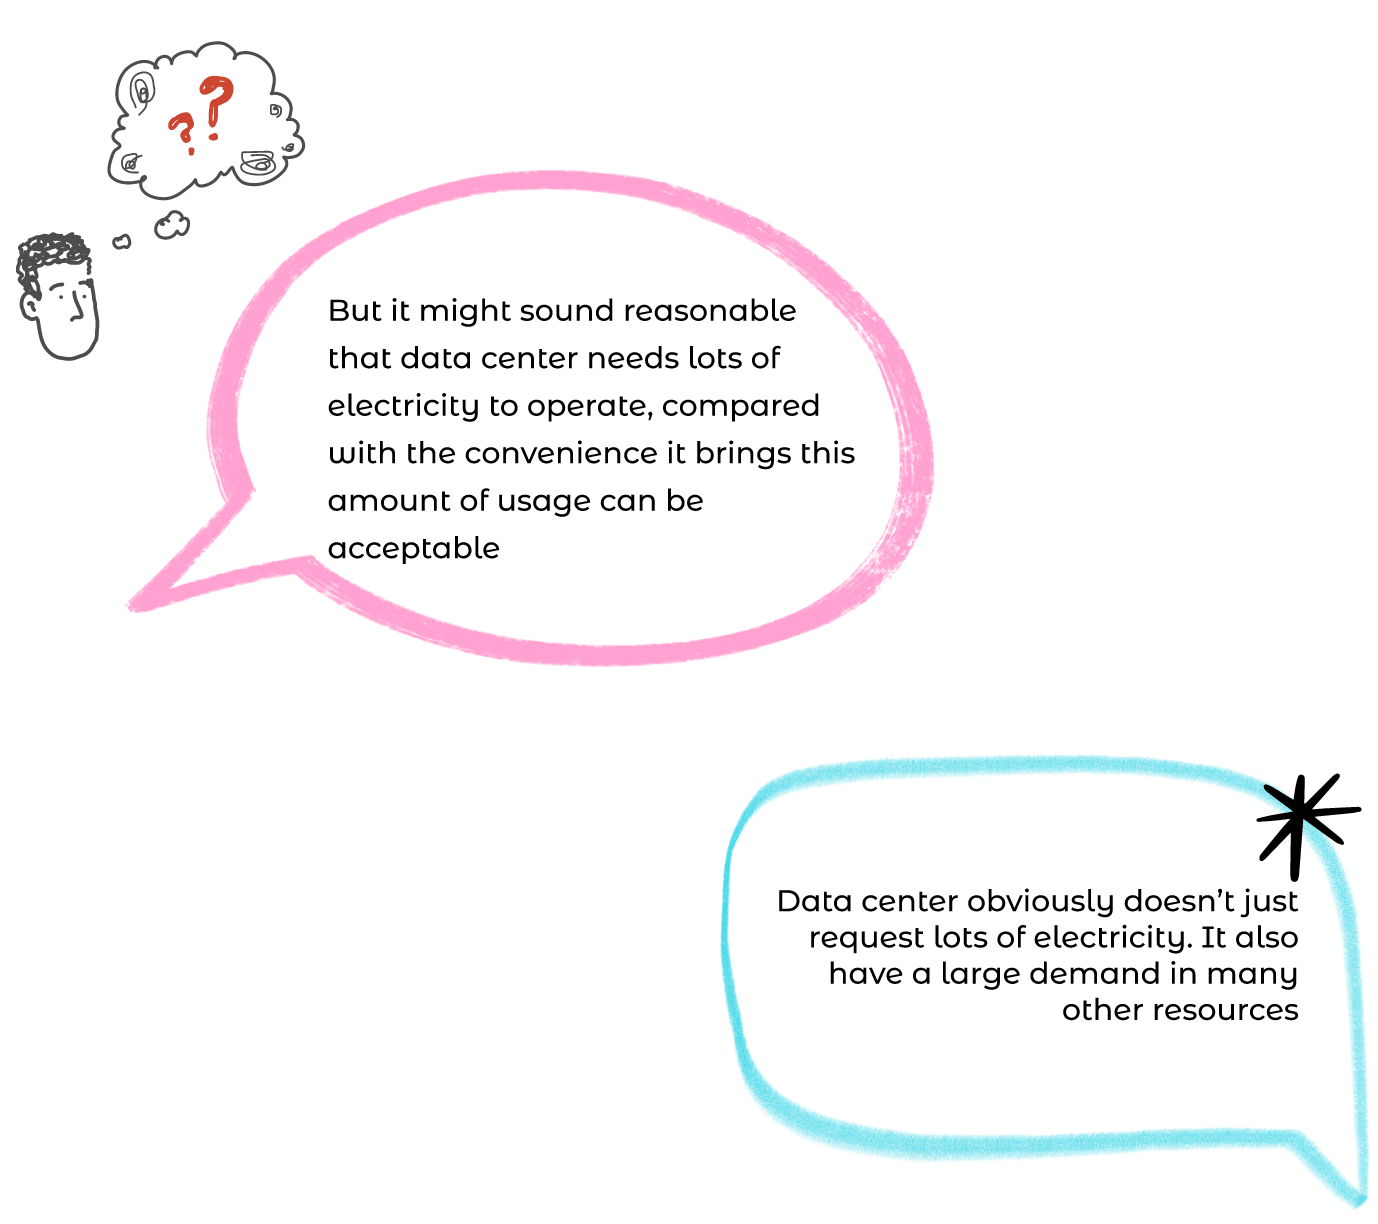 ??
But it might sound reasonable
that data center needs lots of
electricity to operate, compared
with the convenience it brings this
amount of usage can be
acceptable
Data center obviously doesn't just
request lots of electricity. It also
have a large demand in many
other resources